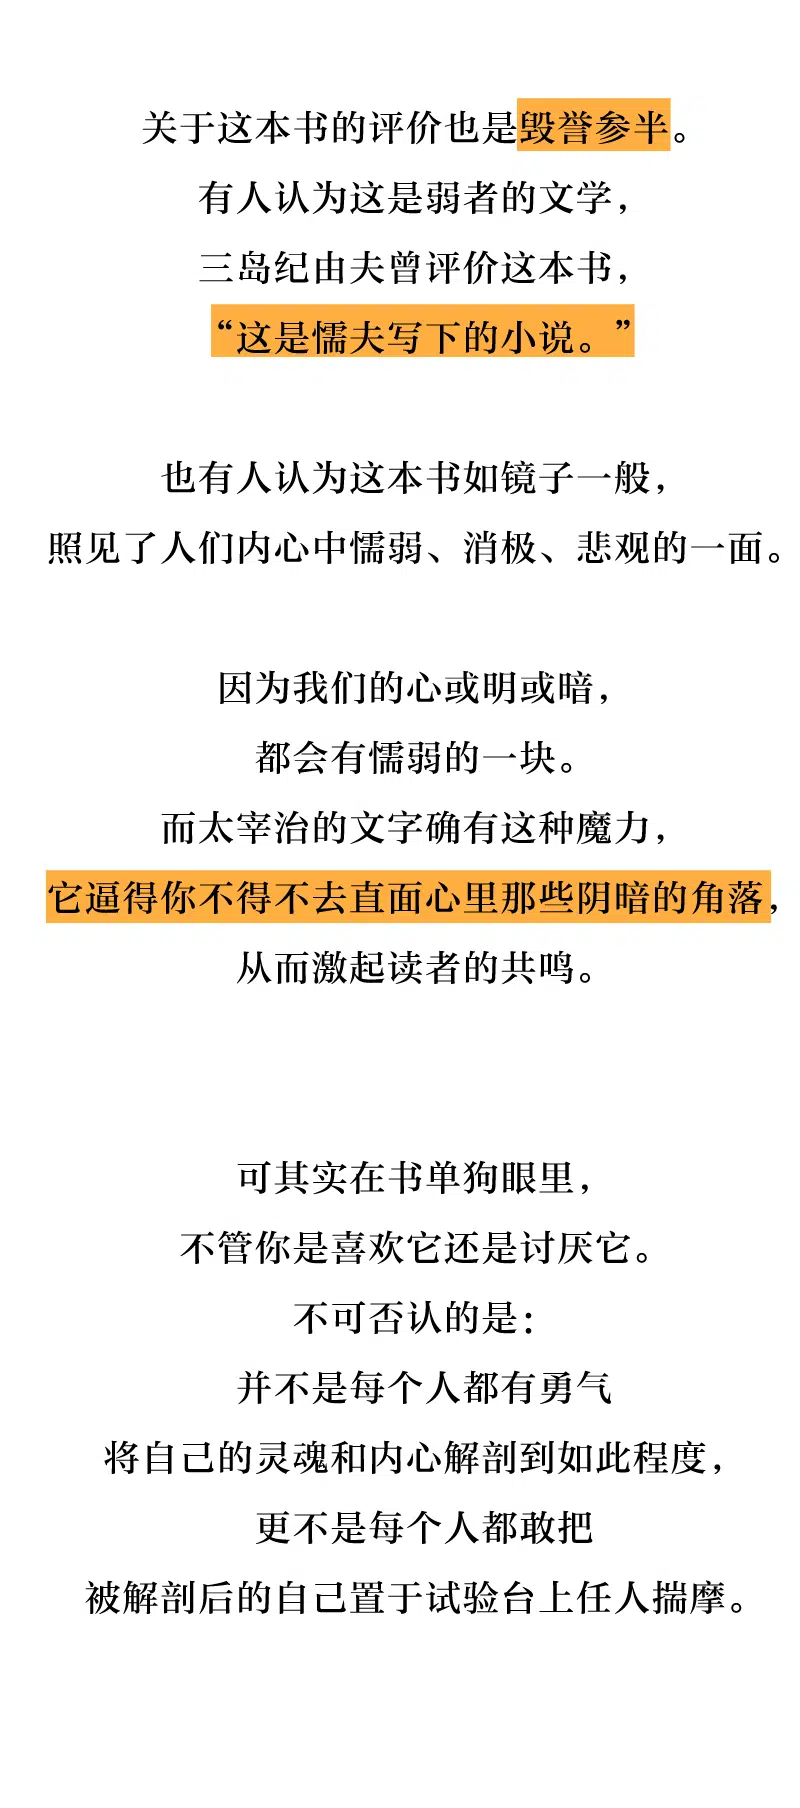 关于这本书的评价也是毁誉参半。
有人认为这是弱者的文学，
三岛纪由夫曾评价这本书，
“这是懦夫写下的小说。”
也有人认为这本书如镜子一般，
照见了人们内心中懦弱、消极、悲观的一面。
因为我们的心或明或暗，
都会有懦弱的一块。
而太宰治的文字确有这种魔力，
它逼得你不得不去直面心里那些阴暗的角落，
从而激起读者的共鸣。
可其实在书单狗眼里，
不管你是喜欢它还是讨厌它。
不可否认的是：
并不是每个人都有勇气
将自己的灵魂和内心解剖到如此程度，
更不是每个人都敢把
被解剖后的自己置于试验台上任人揣摩。